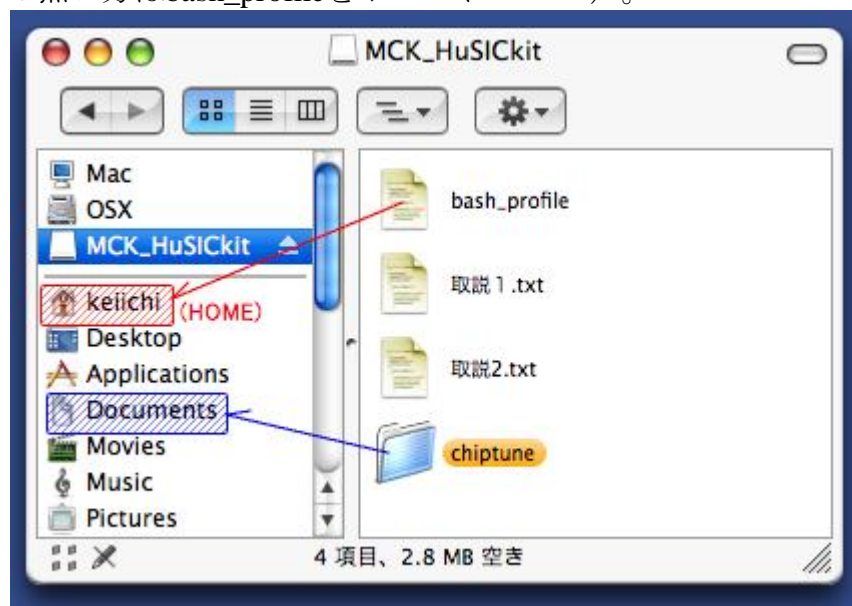 MCK_HuSICkit
Mac
OSX
MCK_HuSICkit
keiichi
(HOME)
Desktop
Applications
Documents
Movies
Music
Pictures
bash_profile
取説１.txt
取説2.txt
chiptune
4 項目、2.8 MB 空き